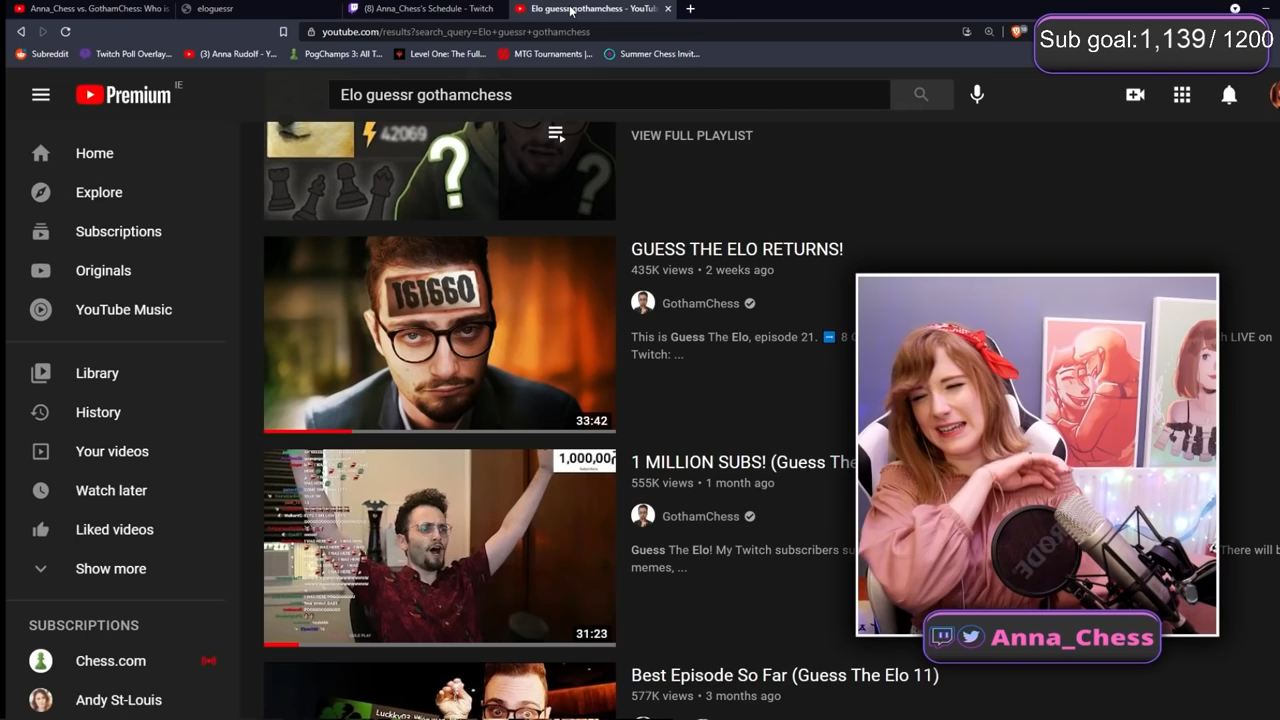 Anna_Chess vs. GothamChess: Who is
eloguessr
(8) Anna_Chess's Schedule - Twitch
Elo guessr gothamchess - YouTub
youtube.com/results?search_query=Elo+guessr+gothamchess
Sub goal:1,139 / 1200
Subreddit
Twitch Poll Overlay...
(3) Anna Rudolf - Y...
PogChamps 3: All T...
Level One: The Full...
MTG Tournaments |...
Summer Chess Invit...
Premium IE
Elo guessr gothamchess
Home
Explore
Subscriptions
Originals
YouTube Music
Library
History
Your videos
Watch later
Liked videos
Show more
SUBSCRIPTIONS
Chess.com
Andy St-Louis
42069
?
?
VIEW FULL PLAYLIST
161660
33:42
GUESS THE ELO RETURNS!
435K views • 2 weeks ago
GothamChess
This is Guess The Elo, episode 21. 8
h LIVE on
Twitch: ...
1,000,00
31:23
1 MILLION SUBS! (Guess The
555K views • 1 month ago
GothamChess
Guess The Elo! My Twitch subscribers su
There will b
memes, ...
Luckky03
Best Episode So Far (Guess The Elo 11)
577K views • 3 months ago
Anna_Chess